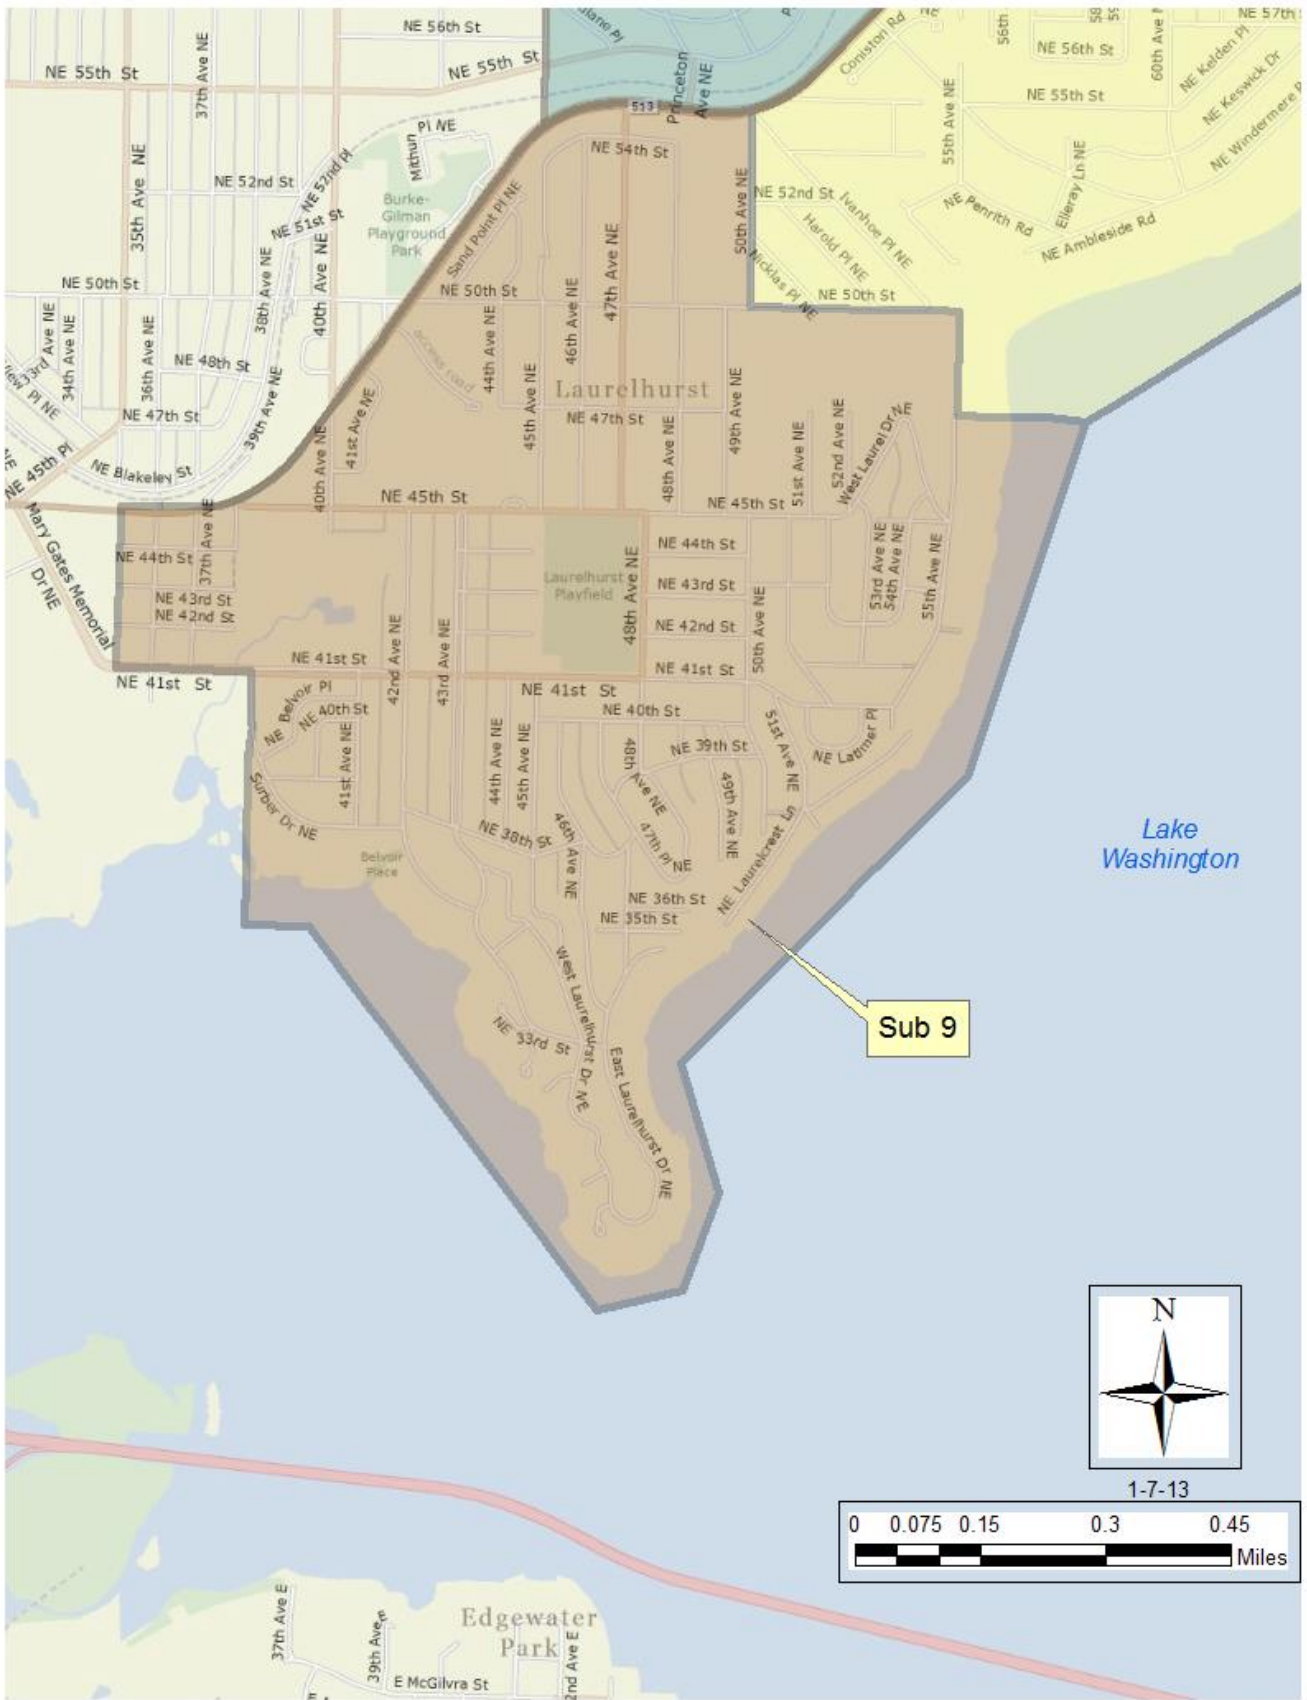 NE 56th St
NE 55th St
NE 55th St
37th Ave NE
35th Ave NE
Princeton
Ave NE
513
Coniston Rd
NE
56th
58
59
60th Ave N
NE 57th
NE 56th St
NE 55th St
55th Ave NE
NE Kelden Pl
NE Keswick Dr
NE Windermere R
Elleray Ln NE
NE Penrith Rd
NE Ambleside Rd
Mithun
Pl NE
NE 54th St
NE 52nd St
NE 52nd Pl
NE 51st St
Burke-
Gilman
Playground
Park
Sand Point Pl NE
50th Ave NE
NE 52nd St
Ivanhoe Pl NE
Harold Pl NE
Nicklas Pl NE
NE 50th St
NE 50th St
NE 50th St
38th Ave NE
40th Ave NE
47th Ave NE
46th Ave NE
44th Ave NE
45th Ave NE
33rd Ave NE
34th Ave NE
36th Ave NE
NE 48th St
view Pl NE
NE 47th St
39th Ave NE
access road
Laurelhurst
NE 47th St
49th Ave NE
48th Ave NE
41st Ave NE
40th Ave NE
51st Ave NE
52nd Ave NE
West Laurel Dr NE
NE
NE 45th Pl
NE Blakeley St
NE 45th St
NE 45th St
Mary Gates Memorial
Dr NE
37th Ave NE
NE 44th St
NE 43rd St
NE 42nd St
Laurelhurst
Playfield
48th Ave NE
NE 44th St
NE 43rd St
NE 42nd St
NE 41st St
50th Ave NE
53rd Ave NE
54th Ave NE
55th Ave NE
NE 41st St
NE 41st St
42nd Ave NE
43rd Ave NE
NE 41st St
NE Belvoir Pl
NE 40th St
41st Ave NE
Surber Dr NE
44th Ave NE
45th Ave NE
NE 40th St
NE 39th St
48th Ave NE
49th Ave NE
47th Pl NE
51st Ave NE
NE Latimer Pl
NE Laurelcrest Ln
NE 38th St
46th Ave NE
Belvoir
Place
NE 36th St
NE 35th St
Lake
Washington
West Laurelhurst Dr NE
Sub 9
NE 33rd St
East Laurelhurst Dr NE
N
1-7-13
0 0.075 0.15 0.3 0.45
Miles
37th Ave E
39th Ave E
Edgewater
Park
E McGilvra St
2nd Ave E